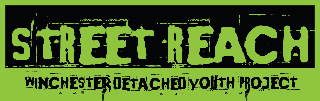 STREET REACH
WINCHESTER DETACHED YOUTH PROJECT